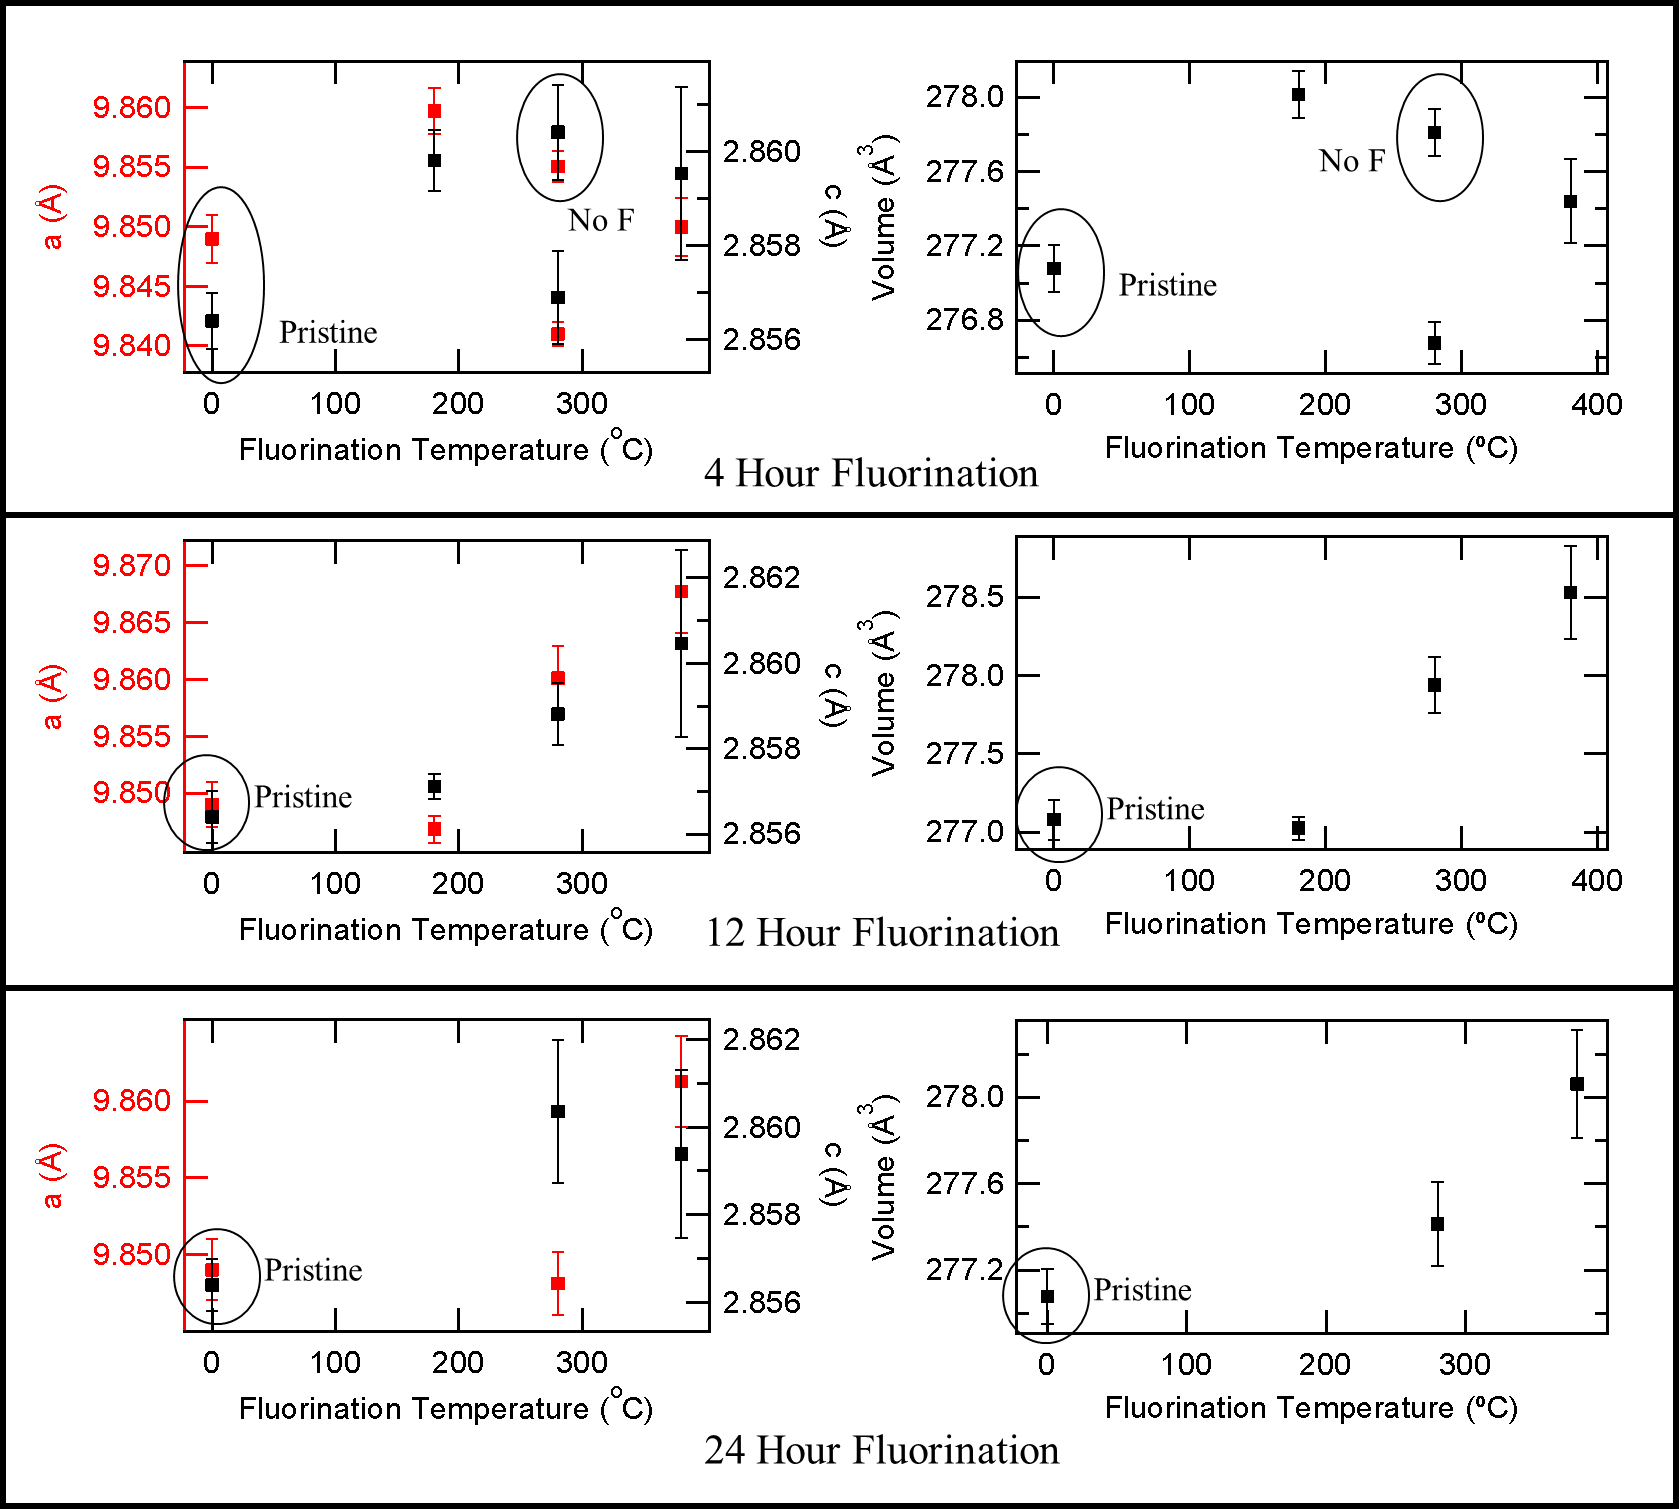 9.860
9.855
9.850
9.845
9.840
a (Å)
Pristine
No F
2.860
2.858
2.856
c (Å)
0 100 200 300
Fluorination Temperature (°C)
278.0
277.6
277.2
276.8
Volume (Å³)
No F
Pristine
0 100 200 300 400
Fluorination Temperature (ºC)
4 Hour Fluorination
9.870
9.865
9.860
9.855
9.850
a (Å)
Pristine
2.862
2.860
2.858
2.856
c (Å)
0 100 200 300
Fluorination Temperature (°C)
278.5
278.0
277.5
277.0
Volume (Å³)
Pristine
0 100 200 300 400
Fluorination Temperature (ºC)
12 Hour Fluorination
9.860
9.855
9.850
a (Å)
Pristine
2.862
2.860
2.858
2.856
c (Å)
0 100 200 300
Fluorination Temperature (°C)
278.0
277.6
277.2
Volume (Å³)
Pristine
0 100 200 300
Fluorination Temperature (ºC)
24 Hour Fluorination